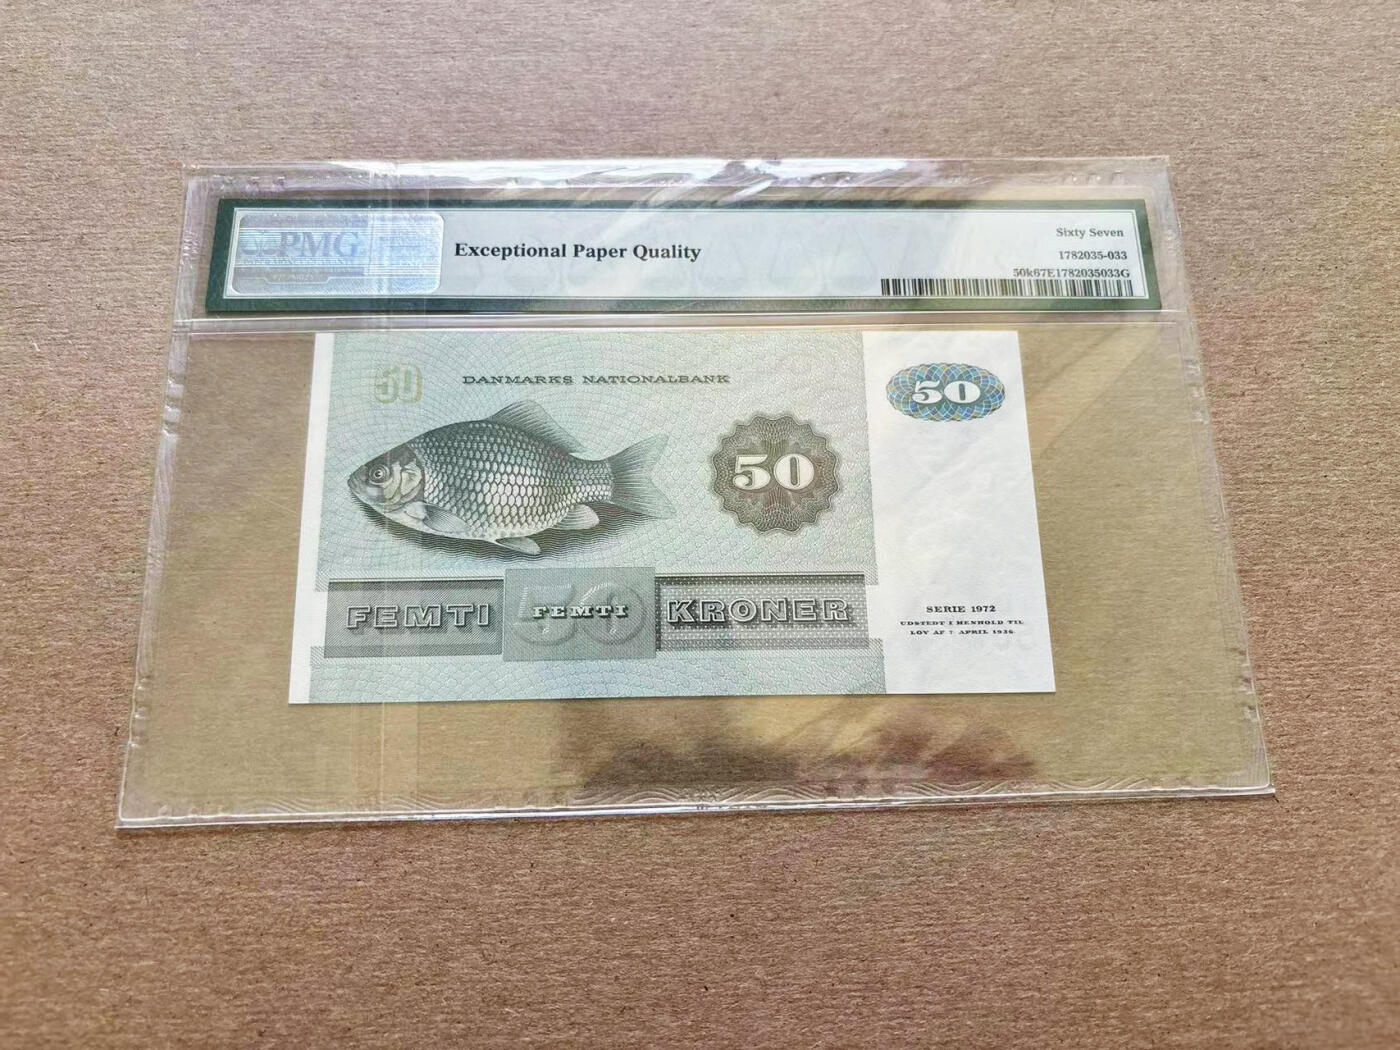 PMG
Exceptional Paper Quality
Sixty Seven
1782035-033
50k67E1782035033G
50
DANMARKS NATIONALBANK
50
50
FEMTI
50
FEMTI
KRONER
SERIE 1972
UDSTEDT I HENHOLD TIL
LOV AF 7. APRIL 1936